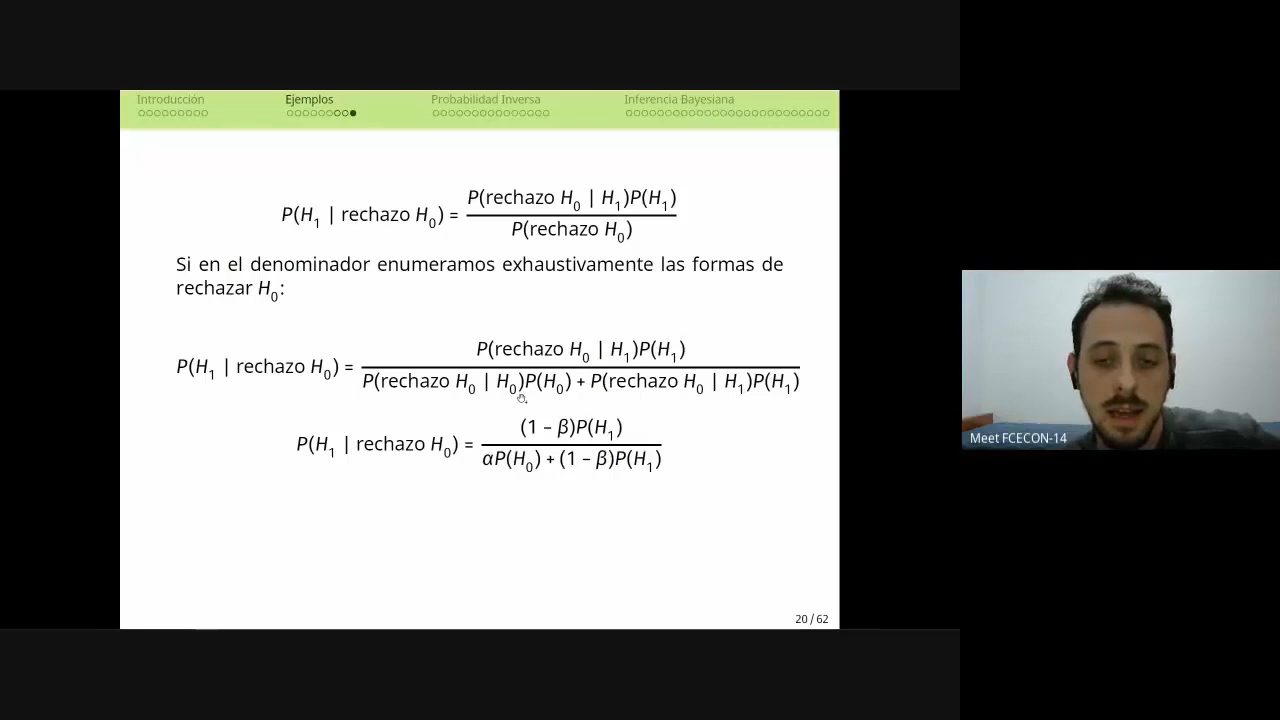 Introducción Ejemplos Probabilidad Inversa Inferencia Bayesiana
P(H₁ | rechazo H₀) = P(rechazo H₀ | H₁)P(H₁) / P(rechazo H₀)
Si en el denominador enumeramos exhaustivamente las formas de
rechazar H₀:
P(H₁ | rechazo H₀) = P(rechazo H₀ | H₁)P(H₁) / P(rechazo H₀ | H₀)P(H₀) + P(rechazo H₀ | H₁)P(H₁)
P(H₁ | rechazo H₀) = (1 – β)P(H₁) / αP(H₀) + (1 – β)P(H₁)
Meet FCECON-14
20 / 62